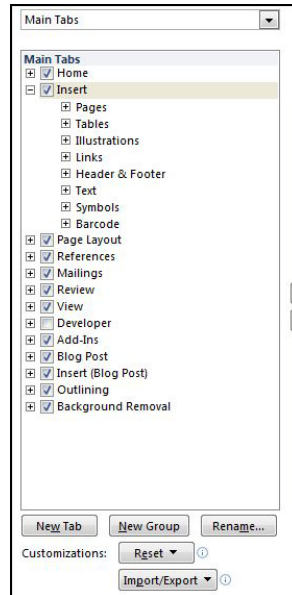 Main Tabs
Main Tabs
Home
Insert
Pages
Tables
Illustrations
Links
Header & Footer
Text
Symbols
Barcode
Page Layout
References
Mailings
Review
View
Developer
Add-Ins
Blog Post
Insert (Blog Post)
Outlining
Background Removal
New Tab New Group Rename...
Customizations: Reset
Import/Export